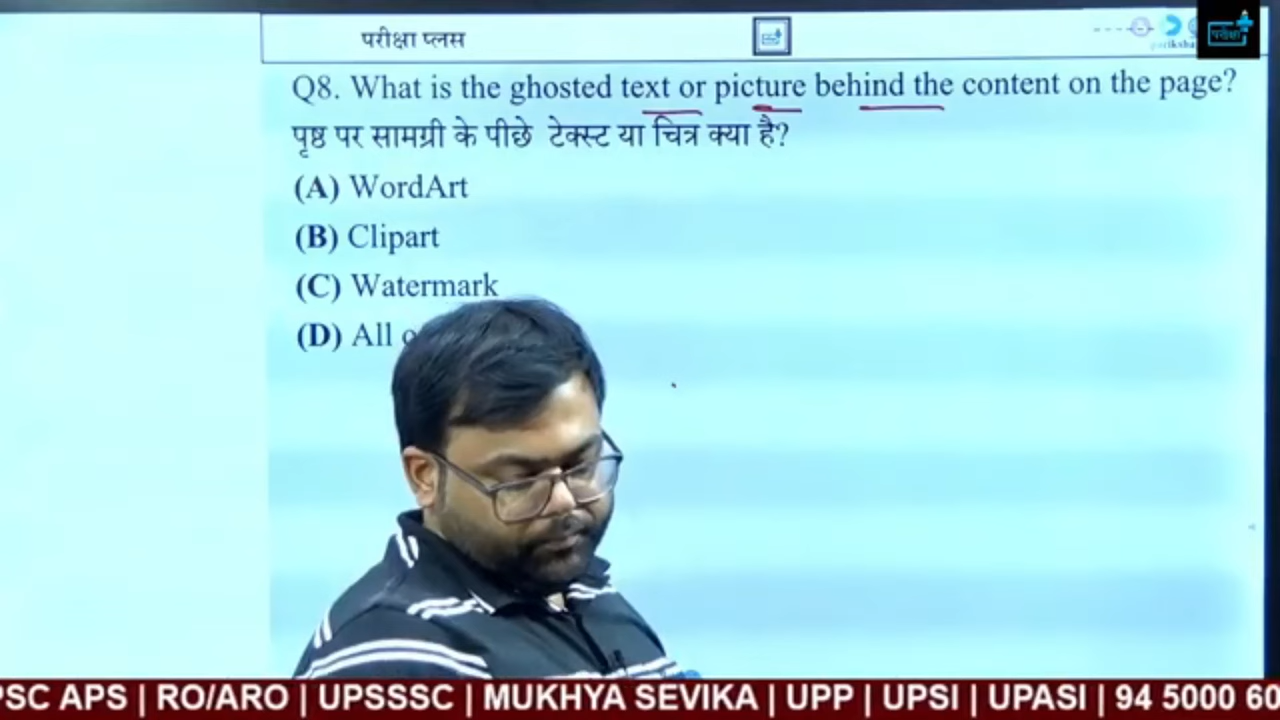 परीक्षा प्लस
परीक्षा
Q8. What is the ghosted text or picture behind the content on the page?
पृष्ठ पर सामग्री के पीछे टेक्स्ट या चित्र क्या है?
(A) WordArt
(B) Clipart
(C) Watermark
(D) All
PSC APS | RO/ARO | UPSSSC | MUKHYA SEVIKA | UPP | UPSI | UPASI | 94 5000 60